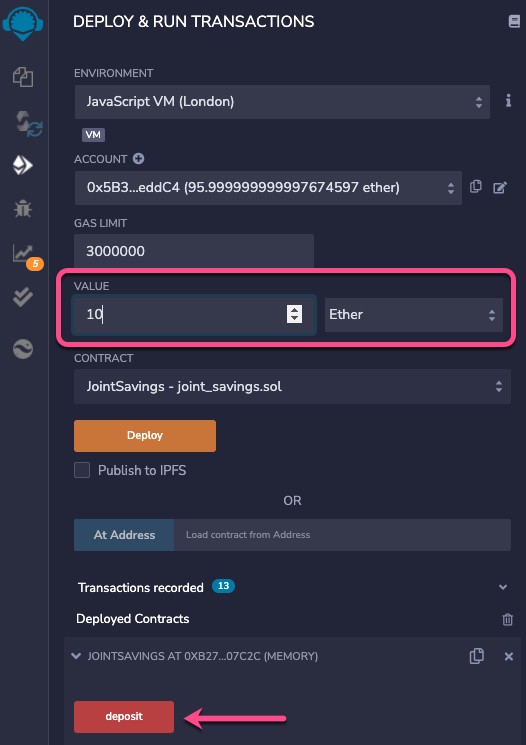 DEPLOY & RUN TRANSACTIONS
ENVIRONMENT
JavaScript VM (London)
VM
ACCOUNT
0x5B3...eddC4 (95.999999999997674597 ether)
GAS LIMIT
3000000
VALUE
10
Ether
CONTRACT
JointSavings - joint_savings.sol
Deploy
Publish to IPFS
OR
At Address
Load contract from Address
Transactions recorded 13
Deployed Contracts
JOINTSAVINGS AT 0XB27...07C2C (MEMORY)
deposit
5